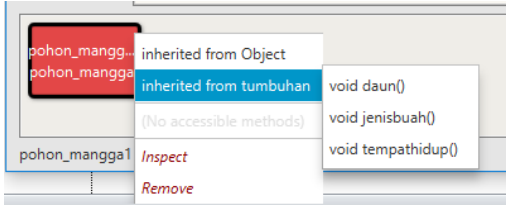 pohon_mangg...
pohon_mangga
inherited from Object
inherited from tumbuhan
(No accessible methods)
Inspect
Remove
void daun()
void jenisbuah()
void tempathidup()
pohon_mangga1